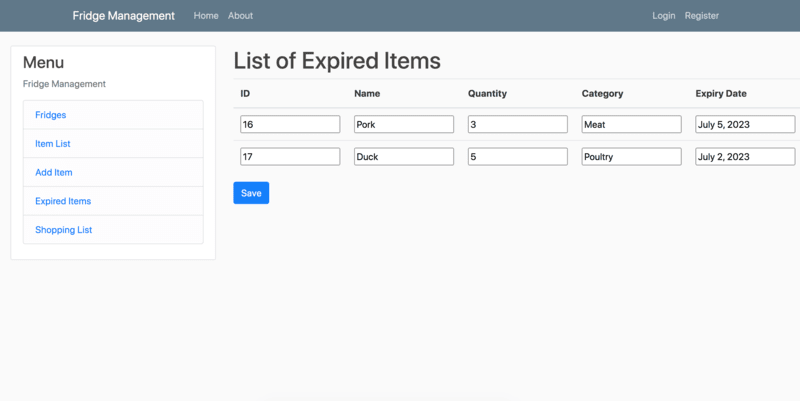 Fridge Management Home About Login Register
Menu
Fridge Management
Fridges
Item List
Add Item
Expired Items
Shopping List
List of Expired Items
ID Name Quantity Category Expiry Date
16 Pork 3 Meat July 5, 2023
17 Duck 5 Poultry July 2, 2023
Save